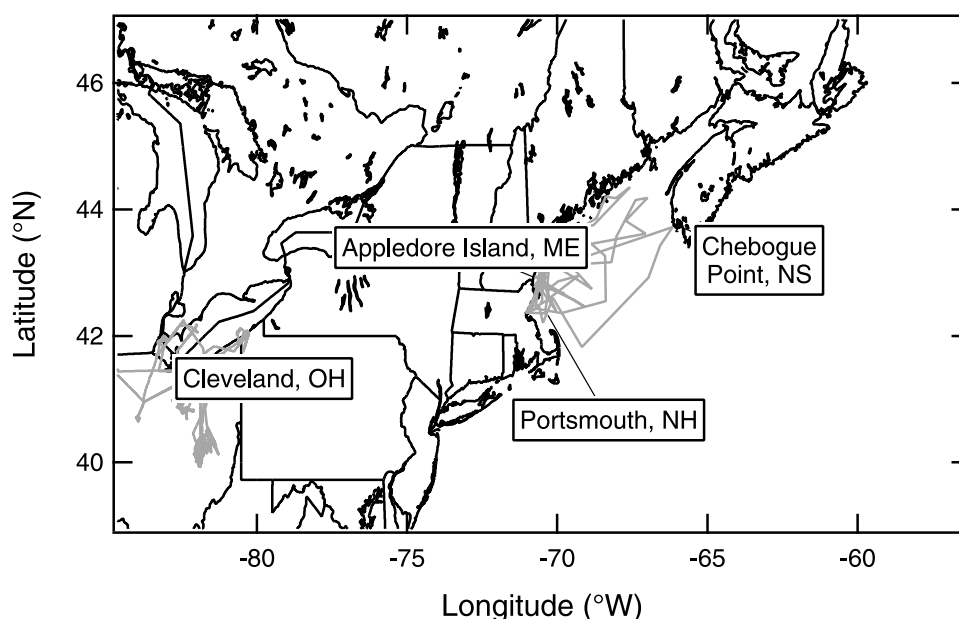 46
44
42
40
Latitude (°N)
Appledore Island, ME
Chebogue
Point, NS
Cleveland, OH
Portsmouth, NH
-80
-75
-70
-65
-60
Longitude (°W)